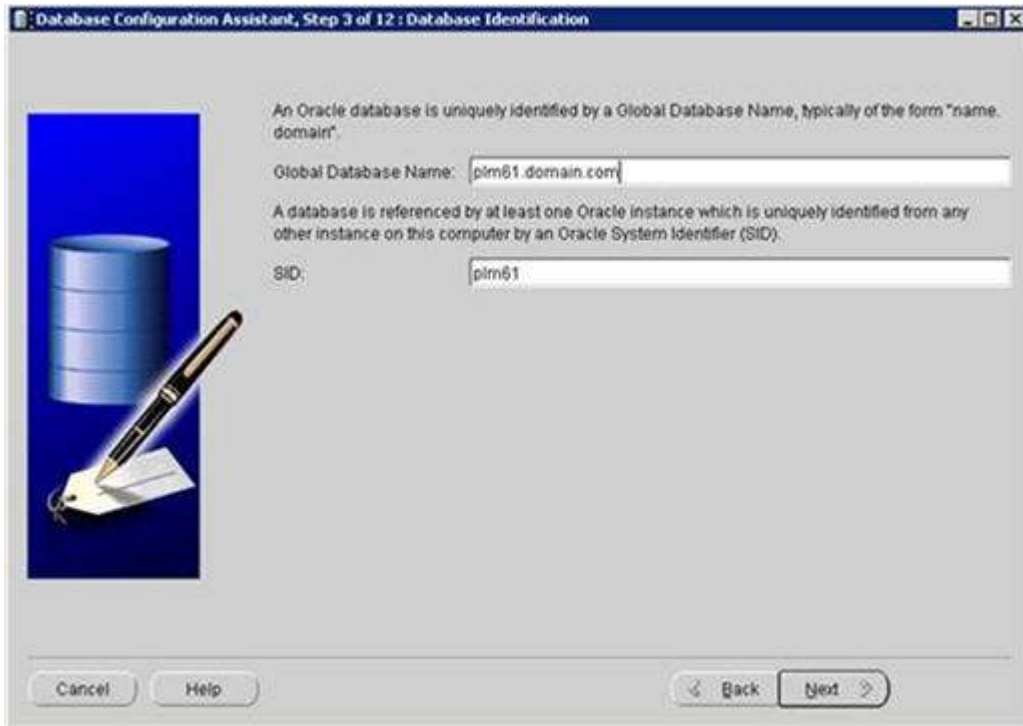 Database Configuration Assistant, Step 3 of 12 : Database Identification
An Oracle database is uniquely identified by a Global Database Name, typically of the form "name.
domain".
Global Database Name: plm61.domain.com
A database is referenced by at least one Oracle instance which is uniquely identified from any
other instance on this computer by an Oracle System Identifier (SID).
SID: plm61
Cancel Help Back Next